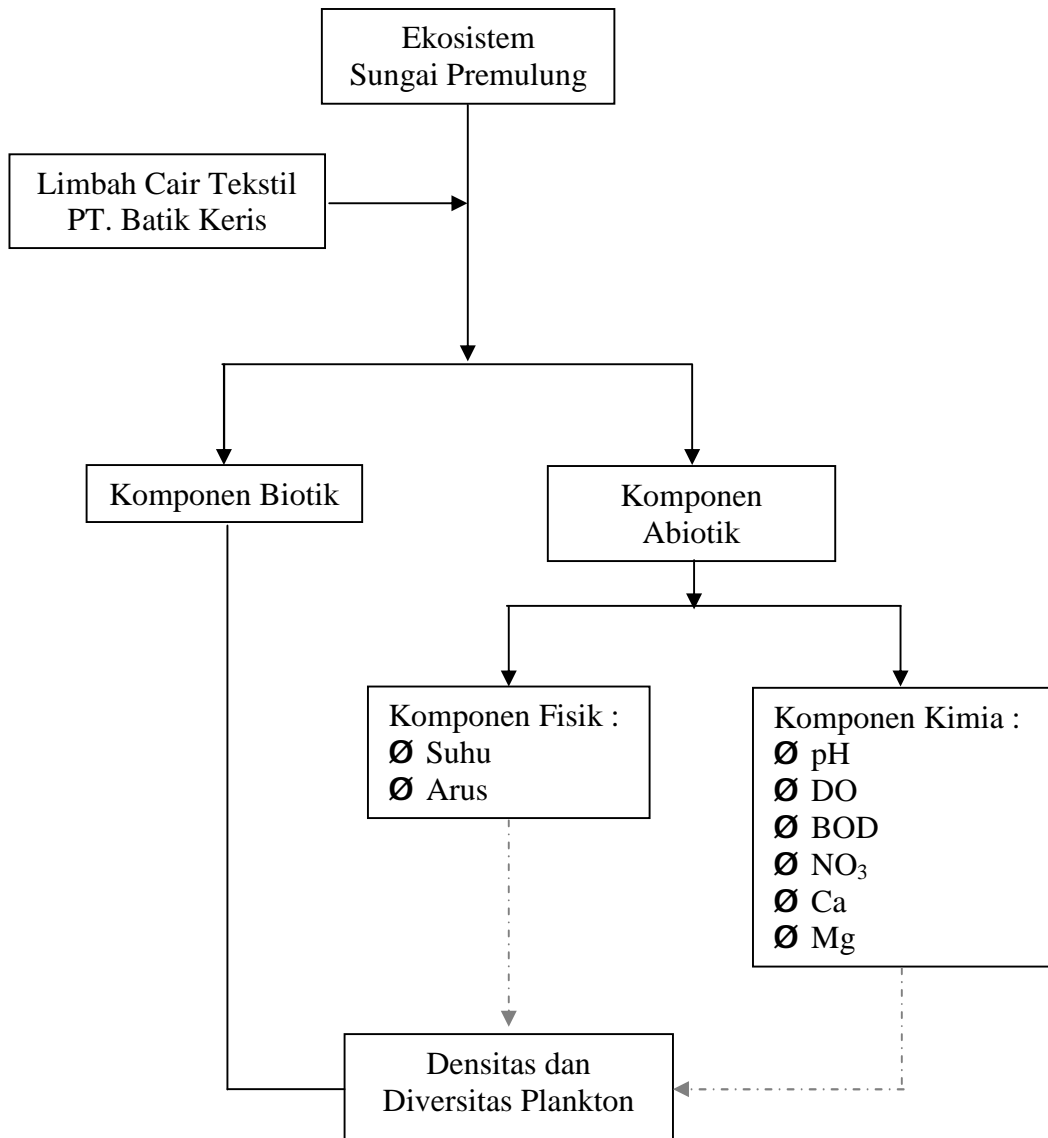 Ekosistem
Sungai Premulung
Limbah Cair Tekstil
PT. Batik Keris
Komponen Biotik
Komponen
Abiotik
Komponen Fisik :
Ø Suhu
Ø Arus
Komponen Kimia :
Ø pH
Ø DO
Ø BOD
Ø NO₃
Ø Ca
Ø Mg
Densitas dan
Diversitas Plankton